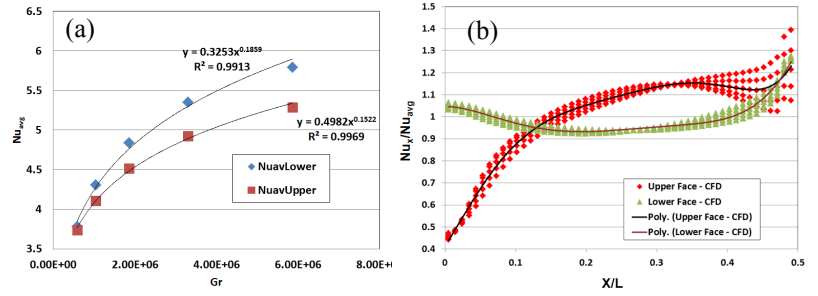 (a)
6
5.5
5
4.5
4
3.5
Nuavg
y = 0.3253x^0.1859
R² = 0.9913
y = 0.4982x^0.1522
R² = 0.9969
NuavLower
NuavUpper
0.00E+00 2.00E+06 4.00E+06 6.00E+06 8.00E+0
Gr
(b)
1.5
1.4
1.3
1.2
1.1
1
0.9
0.8
0.7
0.6
0.5
0.4
Nux/Nuavg
Upper Face - CFD
Lower Face - CFD
Poly. (Upper Face - CFD)
Poly. (Lower Face - CFD)
0 0.1 0.2 0.3 0.4 0.5
X/L